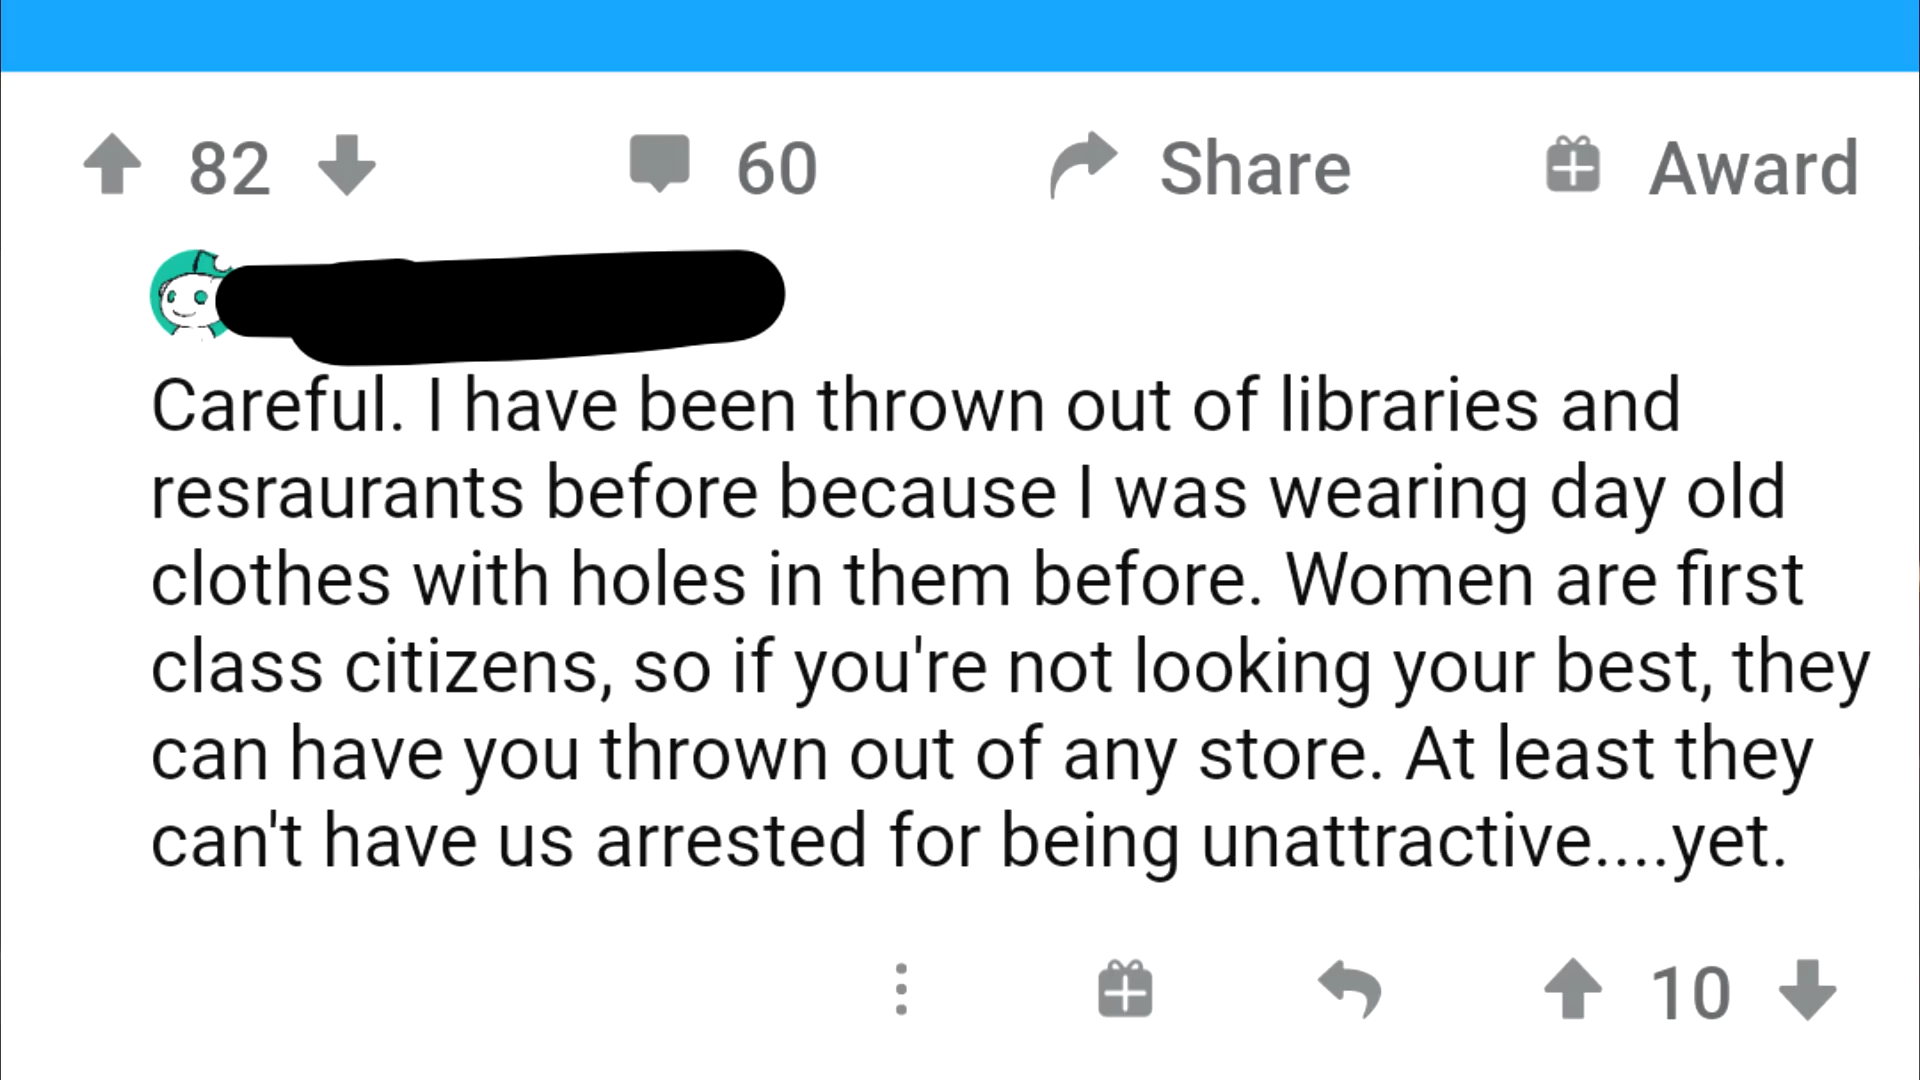 82 60 Share Award
Careful. I have been thrown out of libraries and
resraurants before because I was wearing day old
clothes with holes in them before. Women are first
class citizens, so if you're not looking your best, they
can have you thrown out of any store. At least they
can't have us arrested for being unattractive....yet.
10